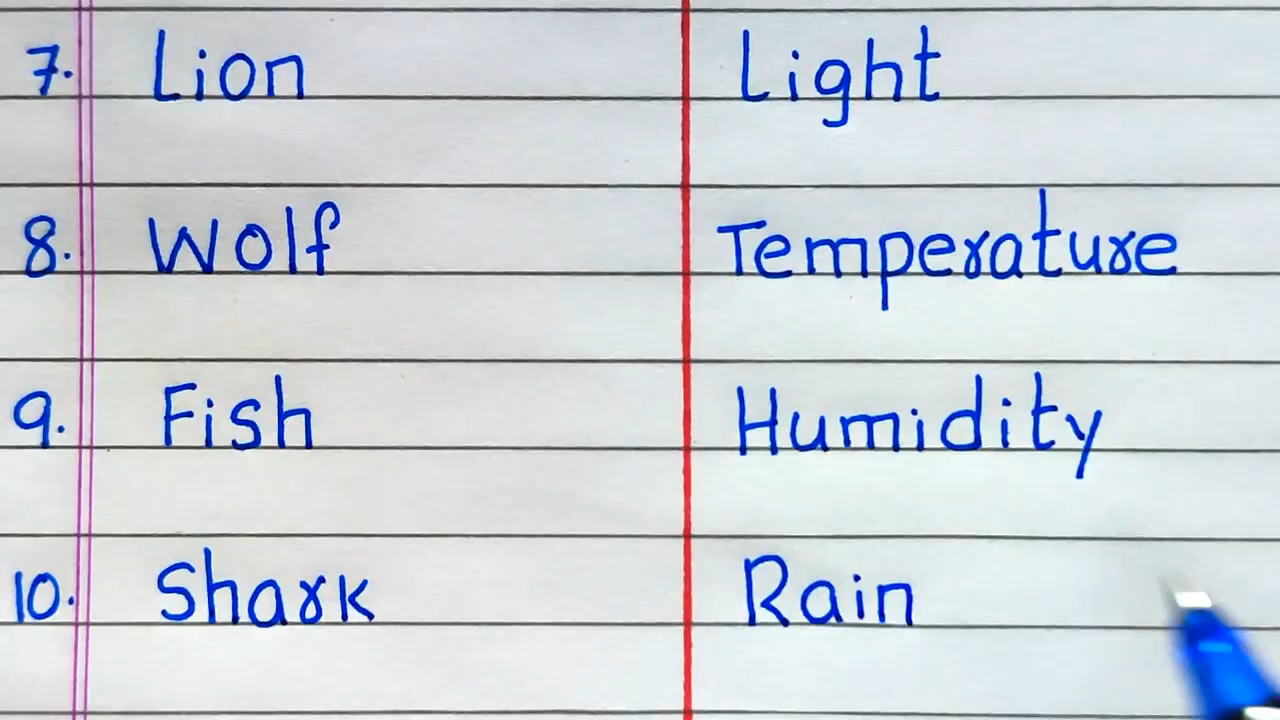 7. Lion Light
8. Wolf Temperature
9. Fish Humidity
10. Shark Rain